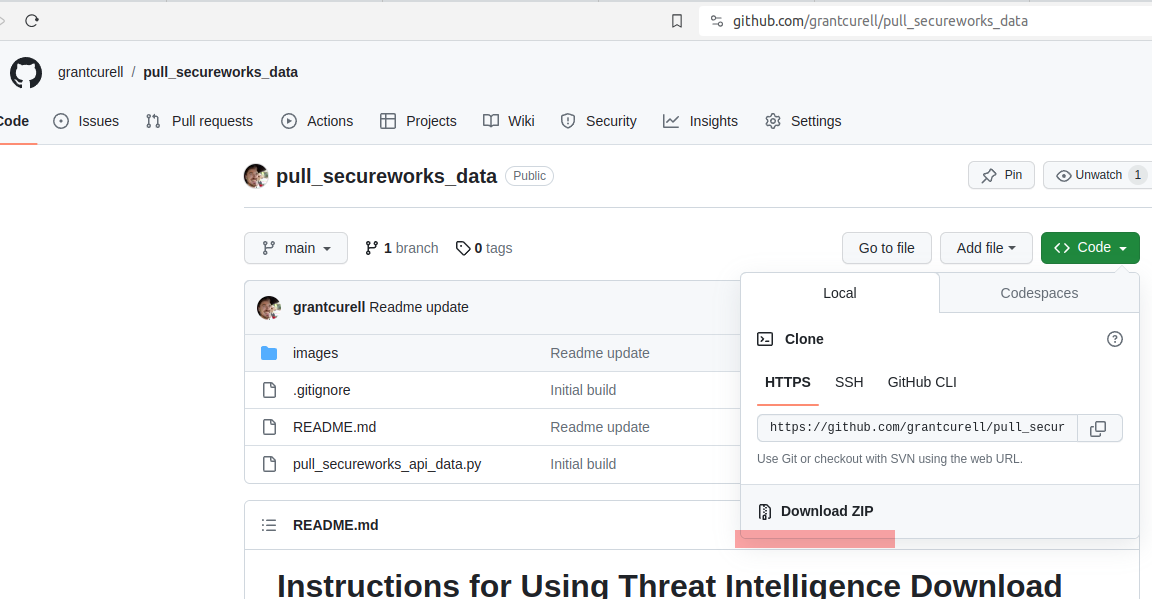 github.com/grantcurell/pull_secureworks_data
grantcurell / pull_secureworks_data
Code Issues Pull requests Actions Projects Wiki Security Insights Settings
pull_secureworks_data Public Pin Unwatch 1
main 1 branch 0 tags Go to file Add file <> Code
Local Codespaces
grantcurell Readme update
Clone
images Readme update
HTTPS SSH GitHub CLI
.gitignore Initial build
README.md Readme update
https://github.com/grantcurell/pull_secur
Use Git or checkout with SVN using the web URL.
pull_secureworks_api_data.py Initial build
Download ZIP
README.md
Instructions for Using Threat Intelligence Download